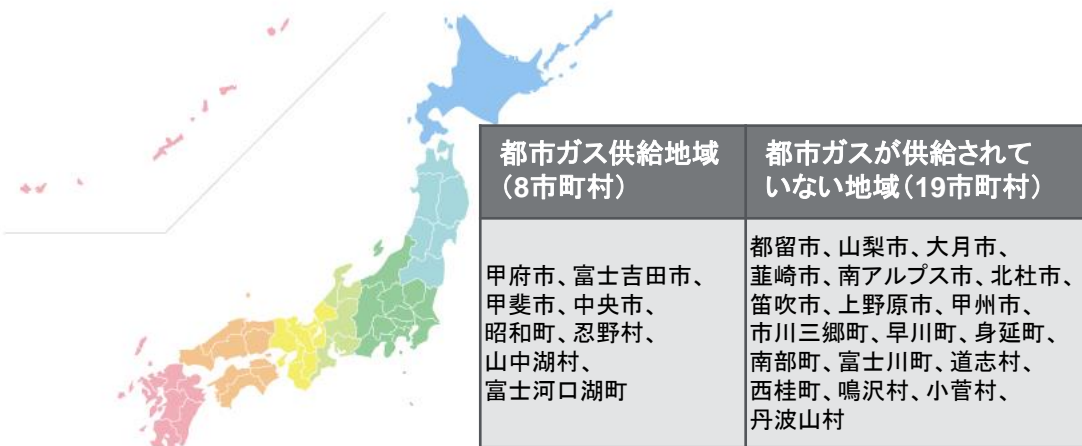 都市ガス供給地域
（8市町村）
都市ガスが供給されて
いない地域（19市町村）
甲府市、富士吉田市、
甲斐市、中央市、
昭和町、忍野村、
山中湖村、
富士河口湖町
都留市、山梨市、大月市、
韮崎市、南アルプス市、北杜市、
笛吹市、上野原市、甲州市、
市川三郷町、早川町、身延町、
南部町、富士川町、道志村、
西桂町、鳴沢村、小菅村、
丹波山村